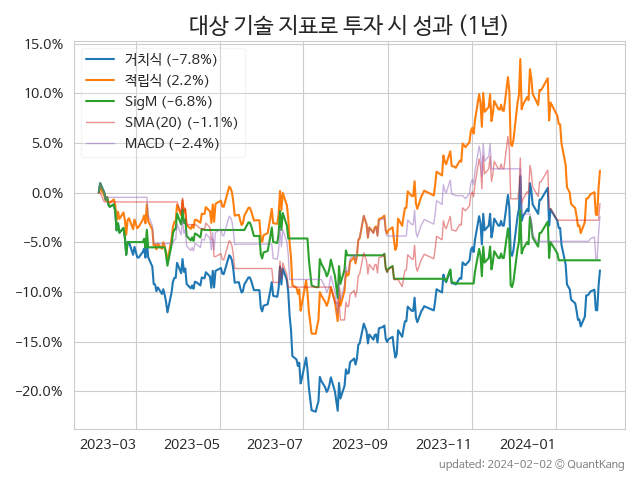 대상 기술 지표로 투자 시 성과 (1년)
15.0%
10.0%
5.0%
0.0%
−5.0%
−10.0%
−15.0%
−20.0%
거치식 (−7.8%)
적립식 (2.2%)
SigM (−6.8%)
SMA(20) (−1.1%)
MACD (−2.4%)
2023-03 2023-05 2023-07 2023-09 2023-11 2024-01
updated: 2024-02-02 © QuantKang